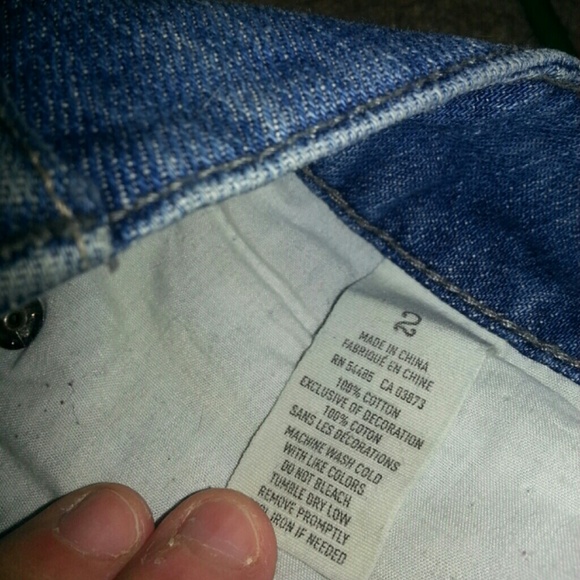 2
MADE IN CHINA
FABRIQUÉ EN CHINE
RN 54485 CA 03873
100% COTTON
EXCLUSIVE OF DECORATION
100% COTON
SANS LES DÉCORATIONS
MACHINE WASH COLD
WITH LIKE COLORS
DO NOT BLEACH
TUMBLE DRY LOW
REMOVE PROMPTLY
IRON IF NEEDED